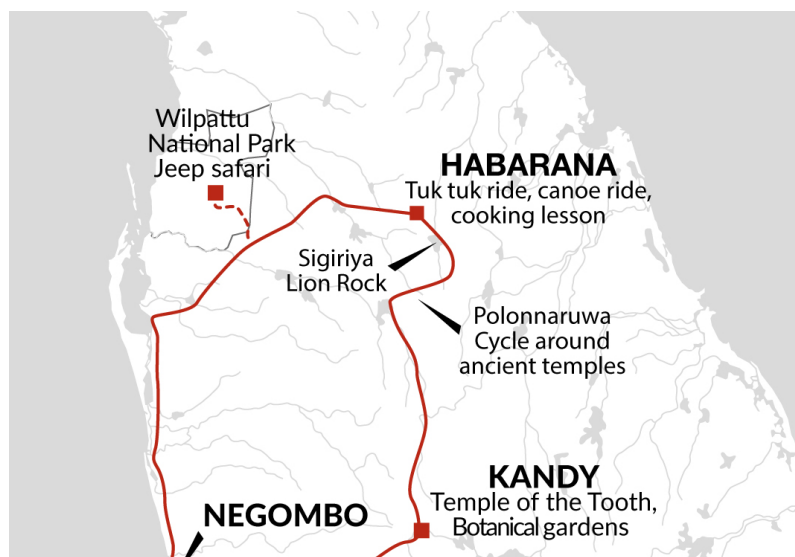 Wilpattu
National Park
Jeep safari
HABARANA
Tuk tuk ride, canoe ride,
cooking lesson
Sigiriya
Lion Rock
Polonnaruwa
Cycle around
ancient temples
KANDY
Temple of the Tooth,
Botanical gardens
NEGOMBO